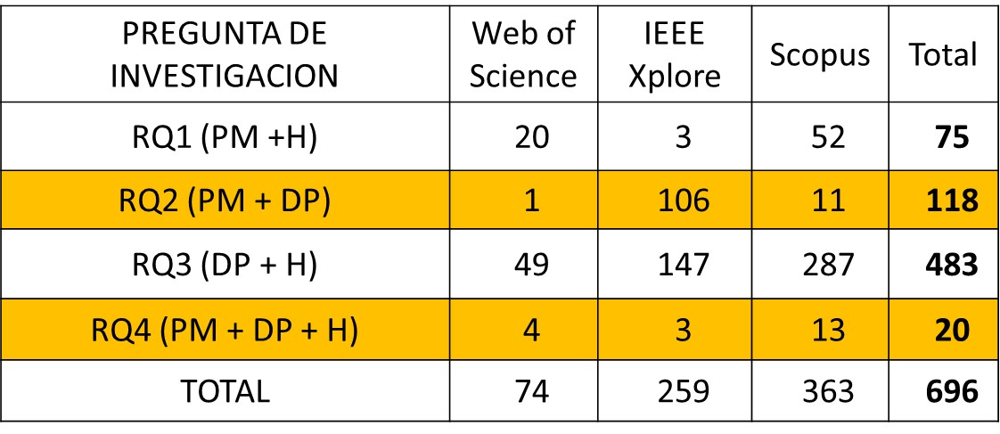 PREGUNTA DE INVESTIGACION Web of Science IEEE Xplore Scopus Total
RQ1 (PM +H) 20 3 52 75
RQ2 (PM + DP) 1 106 11 118
RQ3 (DP + H) 49 147 287 483
RQ4 (PM + DP + H) 4 3 13 20
TOTAL 74 259 363 696